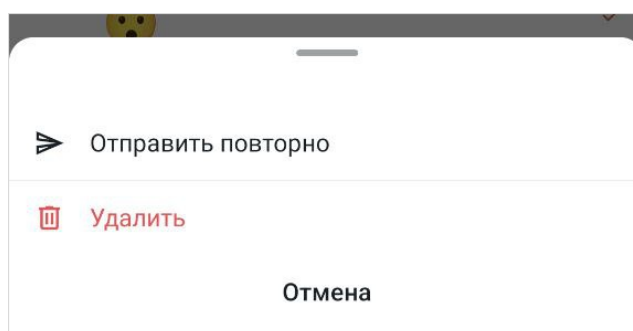 Отправить повторно
Удалить
Отмена